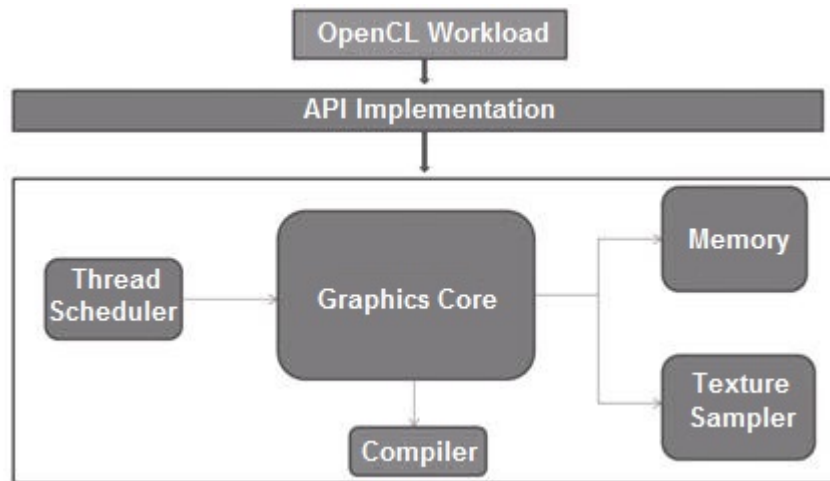 OpenCL Workload
API Implementation
Thread
Scheduler
Graphics Core
Memory
Texture
Sampler
Compiler